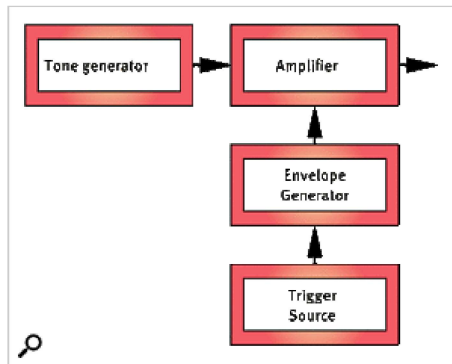 Tone generator
Amplifier
Envelope
Generator
Trigger
Source